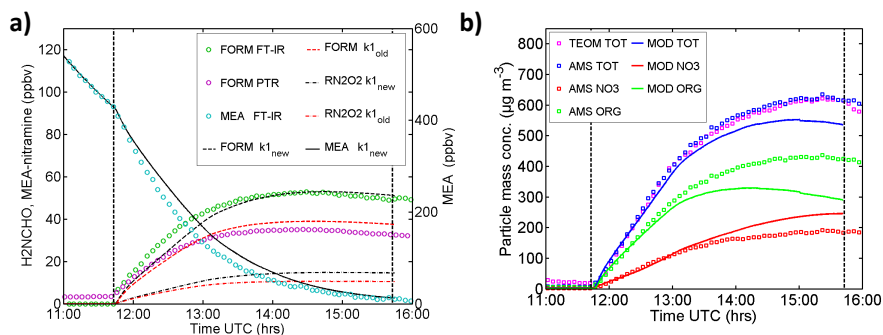 a)
120
100
80
60
40
20
0
H2NCHO, MEA-nitramine (ppbv)
FORM FT-IR
FORM PTR
MEA FT-IR
FORM k1new
FORM k1old
RN2O2 k1new
RN2O2 k1old
MEA k1new
600
400
200
0
MEA (ppbv)
11:00 12:00 13:00 14:00 15:00 16:00
Time UTC (hrs)
b)
800
700
600
500
400
300
200
100
0
-100
Particle mass conc. (µg m-3)
TEOM TOT
AMS TOT
AMS NO3
AMS ORG
MOD TOT
MOD NO3
MOD ORG
11:00 12:00 13:00 14:00 15:00 16:00
Time UTC (hrs)